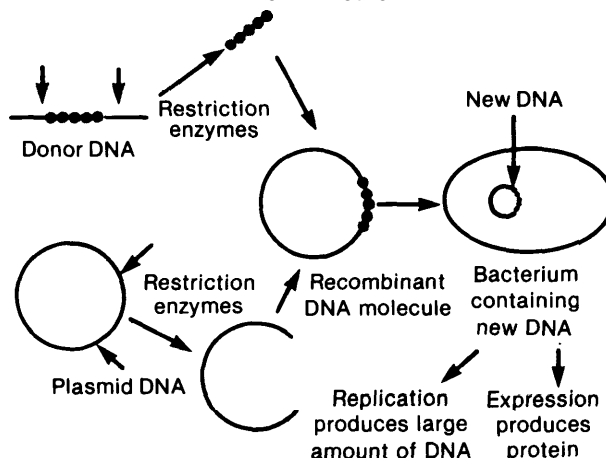 Restriction
enzymes
Donor DNA
New DNA
Restriction
enzymes
Plasmid DNA
Recombinant
DNA molecule
Bacterium
containing
new DNA
Replication
produces large
amount of DNA
Expression
produces
protein